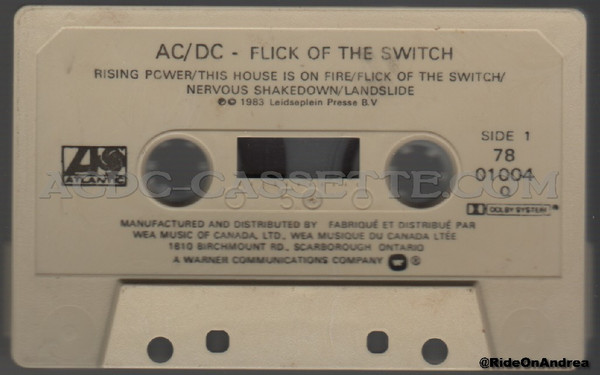 AC/DC - FLICK OF THE SWITCH
RISING POWER/THIS HOUSE IS ON FIRE/FLICK OF THE SWITCH/
NERVOUS SHAKEDOWN/LANDSLIDE
℗© 1983 Leidseplein Presse B.V
SIDE 1
78
01004
Q
ATLANTIC
DOLBY SYSTEM ®
ACDC-CASSETTE.COM
MANUFACTURED AND DISTRIBUTED BY FABRIQUÉ ET DISTRIBUÉ PAR
WEA MUSIC OF CANADA, LTD., WEA MUSIQUE DU CANADA LTÉE
1810 BIRCHMOUNT RD., SCARBOROUGH ONTARIO
A WARNER COMMUNICATIONS COMPANY ®
@RideOnAndrea